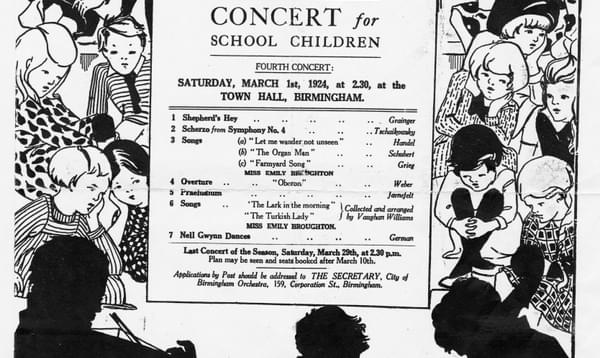 CONCERT for
SCHOOL CHILDREN
FOURTH CONCERT:
SATURDAY, MARCH 1st, 1924, at 2.30, at the
TOWN HALL, BIRMINGHAM.
1 Shepherd's Hey .. .. .. .. .. Grainger
2 Scherzo from Symphony No. 4 .. .. Tschaikowsky
3 Songs (a) "Let me wander not unseen" .. Handel
(b) "The Organ Man" .. .. Schubert
(c) "Farmyard Song" .. .. Grieg
MISS EMILY BROUGHTON
4 Overture .. .. "Oberon" .. .. .. Weber
5 Praeludium .. .. .. .. .. Jarnefelt
6 Songs .. "The Lark in the morning" Collected and arranged
"The Turkish Lady" by Vaughan Williams
MISS EMILY BROUGHTON.
7 Nell Gwynn Dances .. .. .. .. German
Last Concert of the Season, Saturday, March 29th, at 2.30 p.m.
Plan may be seen and seats booked after March 10th.
Applications by Post should be addressed to THE SECRETARY, City of
Birmingham Orchestra, 159, Corporation St., Birmingham.